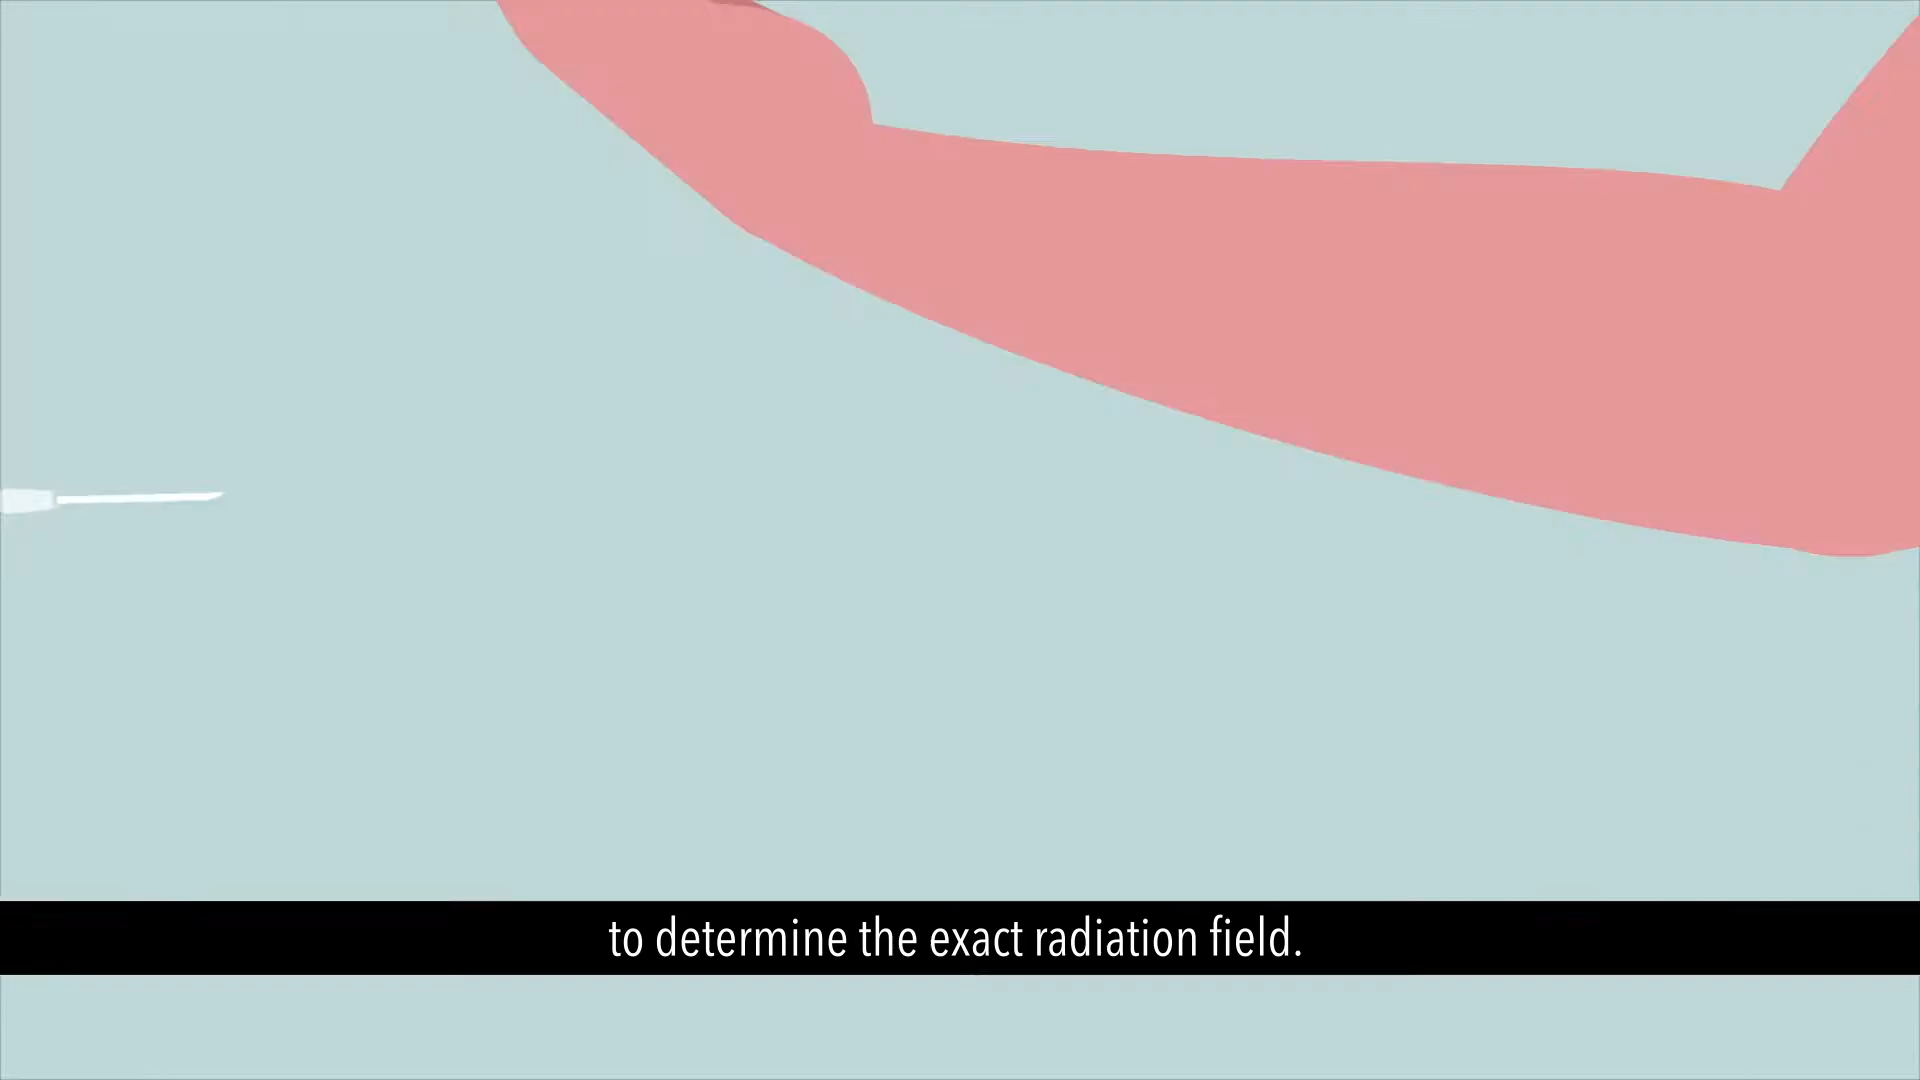 to determine the exact radiation field.